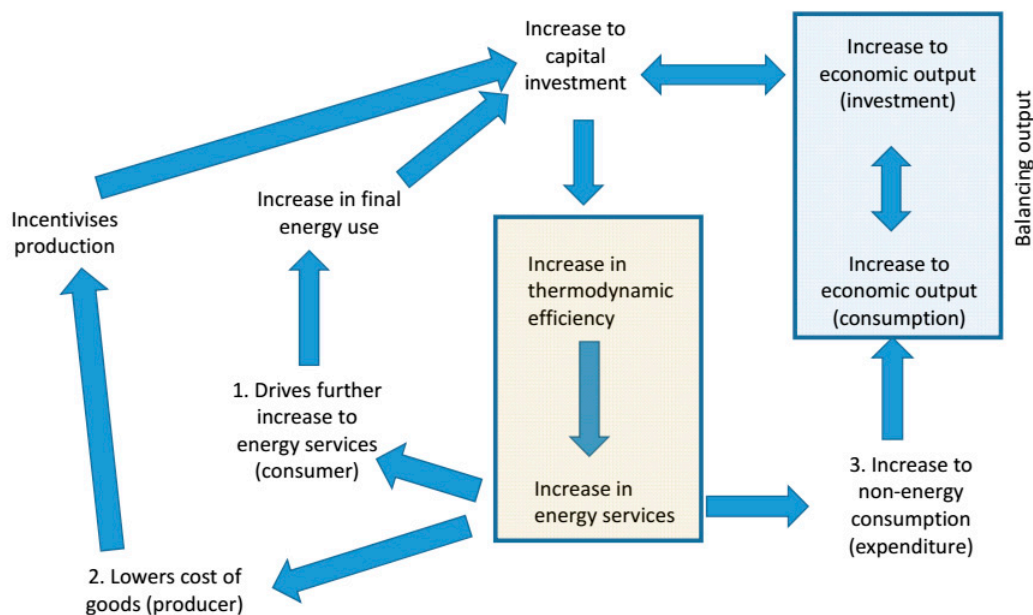 Increase to
capital
investment
Increase to
economic output
(investment)
Balancing output
Increase to
economic output
(consumption)
Incentivises
production
Increase in final
energy use
Increase in
thermodynamic
efficiency
1. Drives further
increase to
energy services
(consumer)
Increase in
energy services
3. Increase to
non-energy
consumption
(expenditure)
2. Lowers cost of
goods (producer)